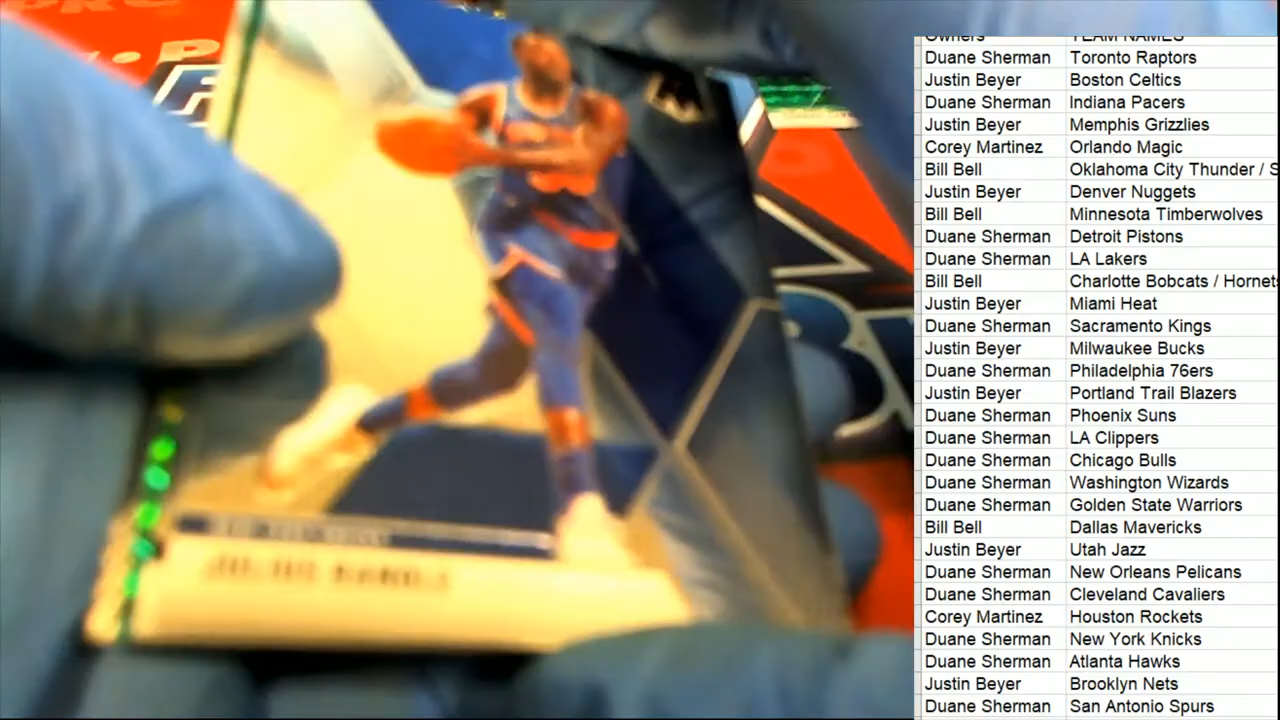 Owners TEAM NAMES
Duane Sherman Toronto Raptors
Justin Beyer Boston Celtics
Duane Sherman Indiana Pacers
Justin Beyer Memphis Grizzlies
Corey Martinez Orlando Magic
Bill Bell Oklahoma City Thunder / S
Justin Beyer Denver Nuggets
Bill Bell Minnesota Timberwolves
Duane Sherman Detroit Pistons
Duane Sherman LA Lakers
Bill Bell Charlotte Bobcats / Hornets
Justin Beyer Miami Heat
Duane Sherman Sacramento Kings
Justin Beyer Milwaukee Bucks
Duane Sherman Philadelphia 76ers
Justin Beyer Portland Trail Blazers
Duane Sherman Phoenix Suns
Duane Sherman LA Clippers
Duane Sherman Chicago Bulls
Duane Sherman Washington Wizards
Duane Sherman Golden State Warriors
Bill Bell Dallas Mavericks
Justin Beyer Utah Jazz
Duane Sherman New Orleans Pelicans
Duane Sherman Cleveland Cavaliers
Corey Martinez Houston Rockets
Duane Sherman New York Knicks
Duane Sherman Atlanta Hawks
Justin Beyer Brooklyn Nets
Duane Sherman San Antonio Spurs
JULIUS RANDLE